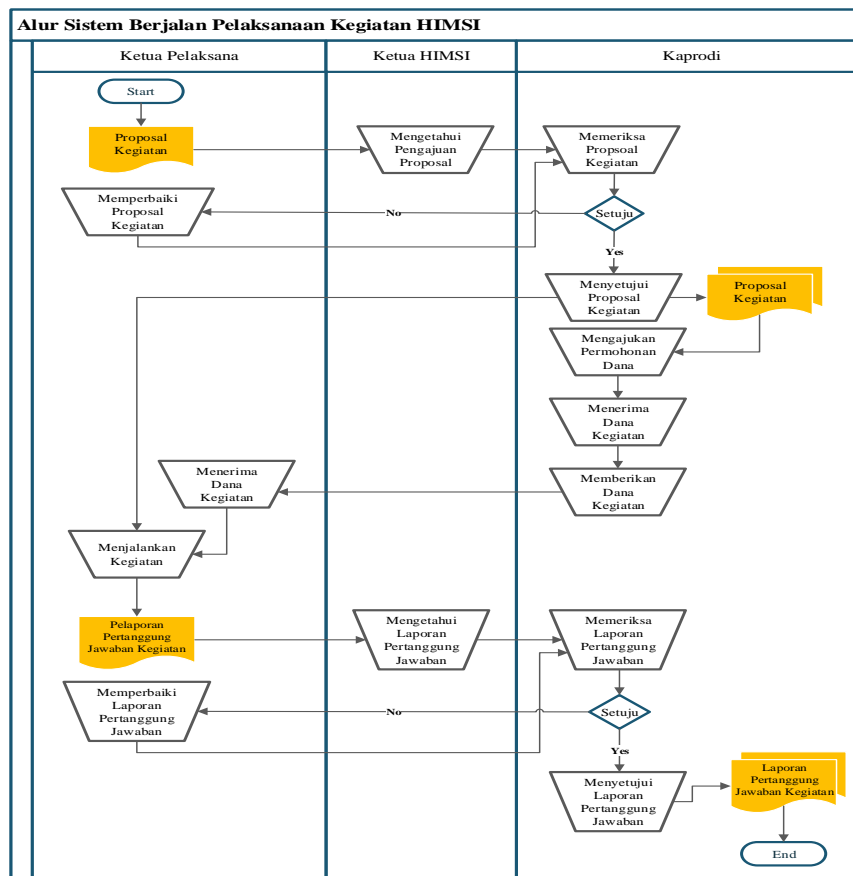 Alur Sistem Berjalan Pelaksanaan Kegiatan HIMSI
Ketua Pelaksana
Ketua HIMSI
Kaprodi
Start
Proposal
Kegiatan
Mengetahui
Pengajuan
Proposal
Memeriksa
Propsoal
Kegiatan
Memperbaiki
Proposal
Kegiatan
No
Setuju
Yes
Menyetujui
Proposal
Kegiatan
Proposal
Kegiatan
Mengajukan
Permohonan
Dana
Menerima
Dana
Kegiatan
Menerima
Dana
Kegiatan
Memberikan
Dana
Kegiatan
Menjalankan
Kegiatan
Pelaporan
Pertanggung
Jawaban Kegiatan
Mengetahui
Laporan
Pertanggung
Jawaban
Memeriksa
Laporan
Pertanggung
Jawaban
Memperbaiki
Laporan
Pertanggung
Jawaban
No
Setuju
Yes
Menyetujui
Laporan
Pertanggung
Jawaban
Laporan
Pertanggung
Jawaban Kegiatan
End